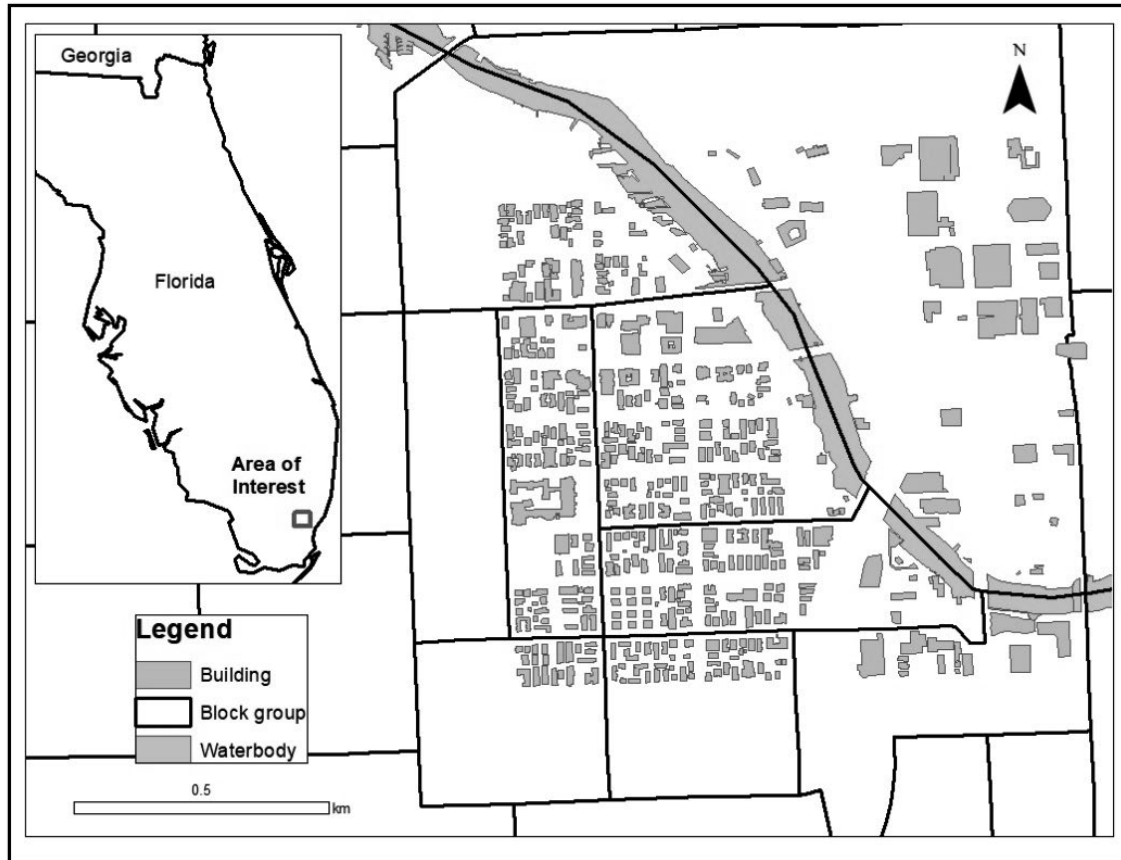 Georgia
N
Florida
Area of
Interest
Legend
Building
Block group
Waterbody
0.5
km